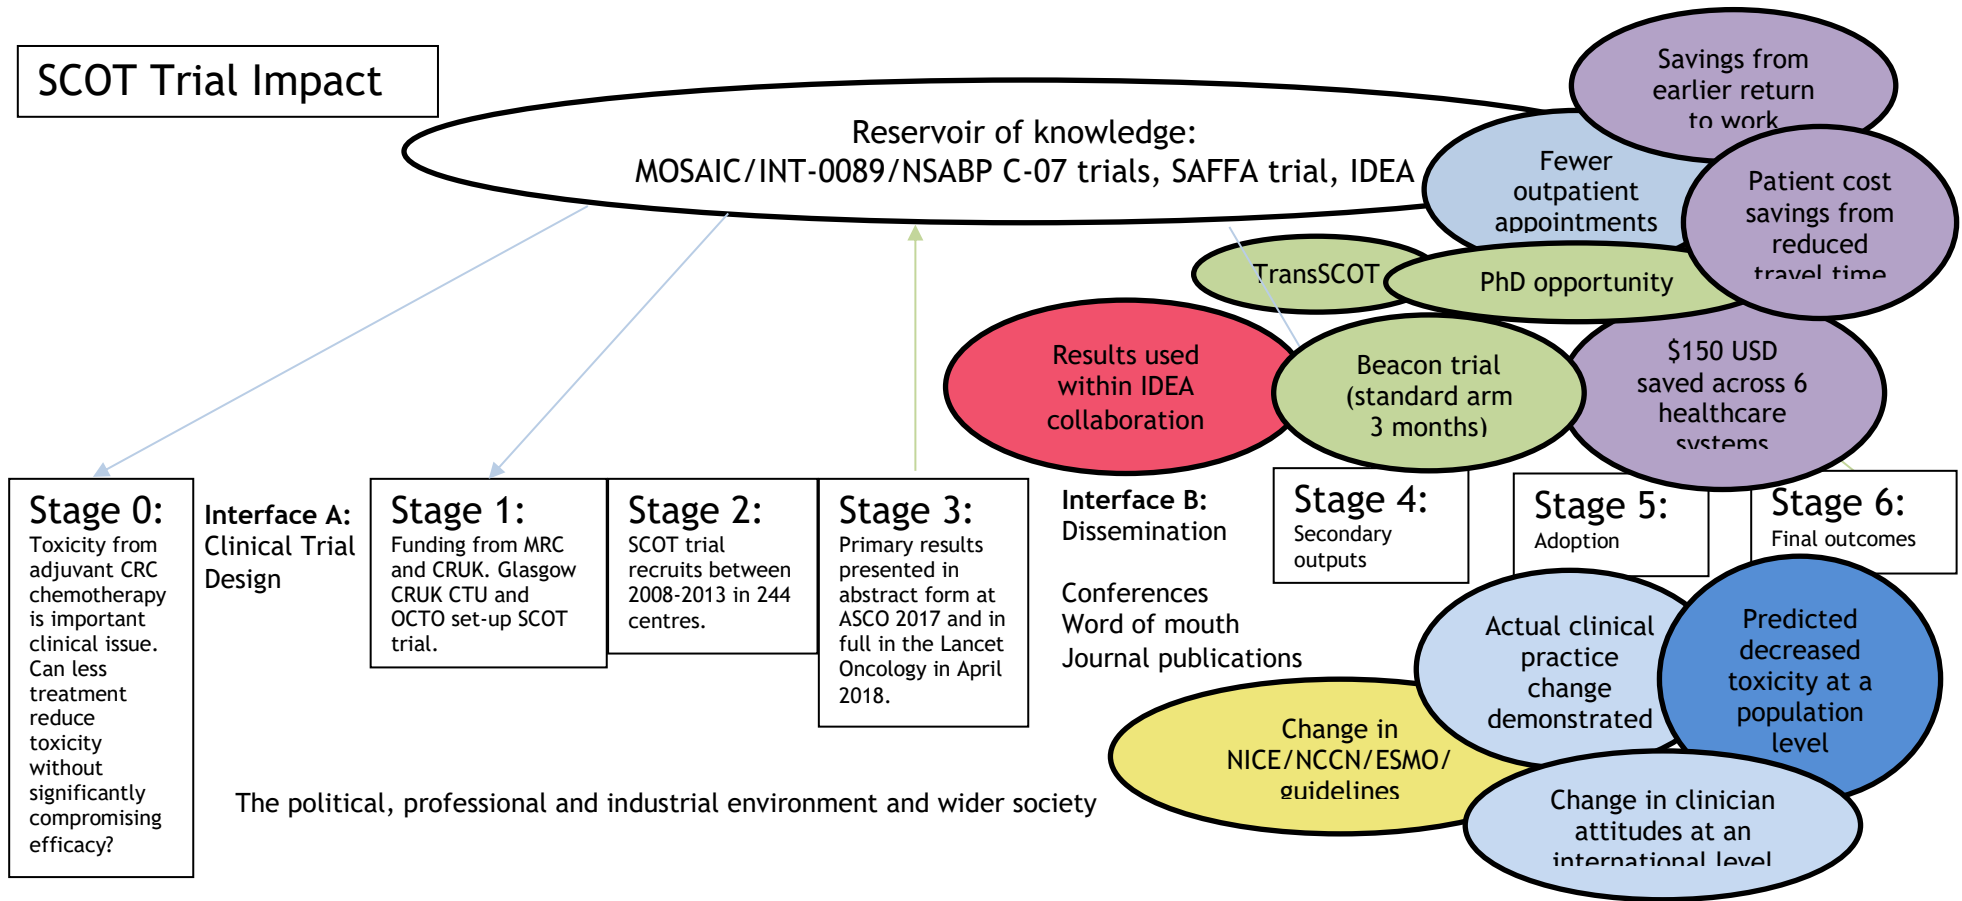 SCOT Trial Impact
Reservoir of knowledge:
MOSAIC/INT-0089/NSABP C-07 trials, SAFFA trial, IDEA
Savings from
earlier return
to work
Fewer
outpatient
appointments
Patient cost
savings from
reduced
travel time
TransSCOT
PhD opportunity
Results used
within IDEA
collaboration
Beacon trial
(standard arm
3 months)
$150 USD
saved across 6
healthcare
systems
Stage 0:
Toxicity from
adjuvant CRC
chemotherapy
is important
clinical issue.
Can less
treatment
reduce
toxicity
without
significantly
compromising
efficacy?
Interface A:
Clinical Trial
Design
Stage 1:
Funding from MRC
and CRUK. Glasgow
CRUK CTU and
OCTO set-up SCOT
trial.
Stage 2:
SCOT trial
recruits between
2008-2013 in 244
centres.
Stage 3:
Primary results
presented in
abstract form at
ASCO 2017 and in
full in the Lancet
Oncology in April
2018.
Interface B:
Dissemination
Conferences
Word of mouth
Journal publications
Stage 4:
Secondary
outputs
Stage 5:
Adoption
Stage 6:
Final outcomes
Actual clinical
practice
change
demonstrated
Predicted
decreased
toxicity at a
population
level
Change in
NICE/NCCN/ESMO/
guidelines
Change in clinician
attitudes at an
international level
The political, professional and industrial environment and wider society